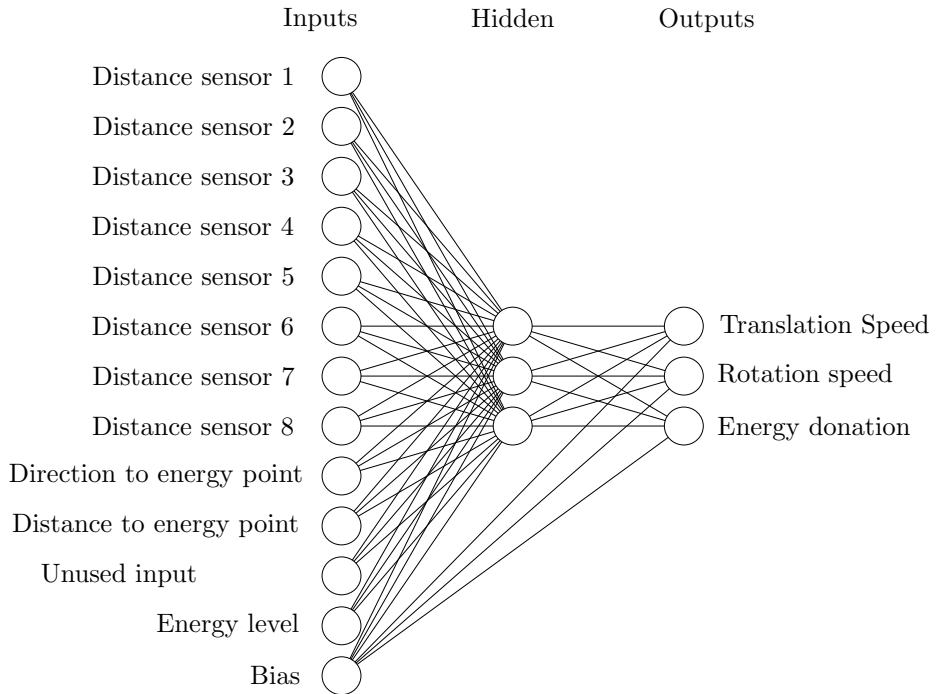 Inputs Hidden Outputs
Distance sensor 1
Distance sensor 2
Distance sensor 3
Distance sensor 4
Distance sensor 5
Distance sensor 6
Translation Speed
Distance sensor 7
Rotation speed
Distance sensor 8
Energy donation
Direction to energy point
Distance to energy point
Unused input
Energy level
Bias